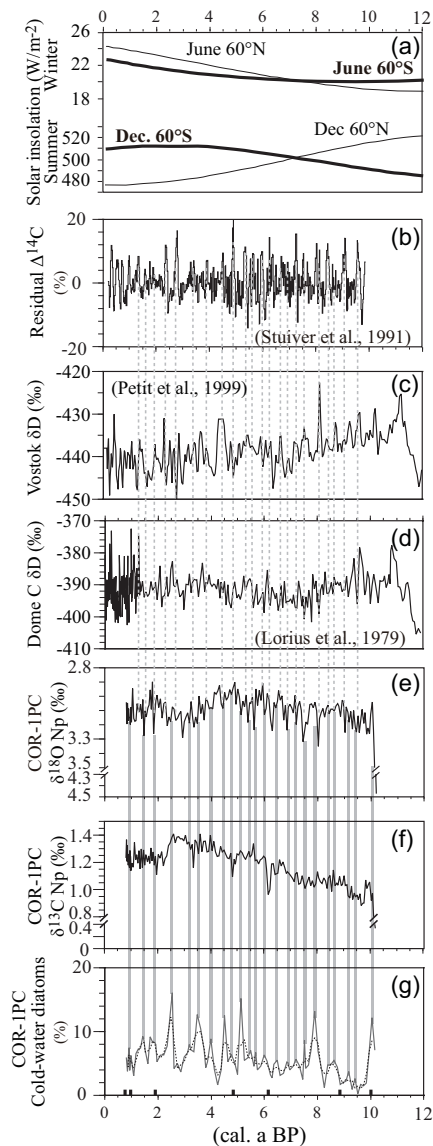 0 2 4 6 8 10 12
Solar insolation (W/m⁻²)
Winter
Summer
26
22
18
520
500
480
(a)
June 60°N
June 60°S
Dec. 60°S
Dec 60°N
Residual Δ¹⁴C
(%)
20
0
-20
(b)
(Stuiver et al., 1991)
Vostok δD (‰)
-420
-430
-440
-450
(c)
(Petit et al., 1999)
Dome C δD (‰)
-370
-380
-390
-400
-410
(d)
(Lorius et al., 1979)
COR-1PC
δ¹⁸O Np (‰)
2.8
3.3
3.5
4.3
4.5
(e)
COR-1PC
δ¹³C Np (‰)
1.4
1.2
1.0
0.8
0.4
0
(f)
COR-1PC
Cold-water diatoms
(%)
20
10
0
(g)
0 2 4 6 8 10 12
(cal. a BP)